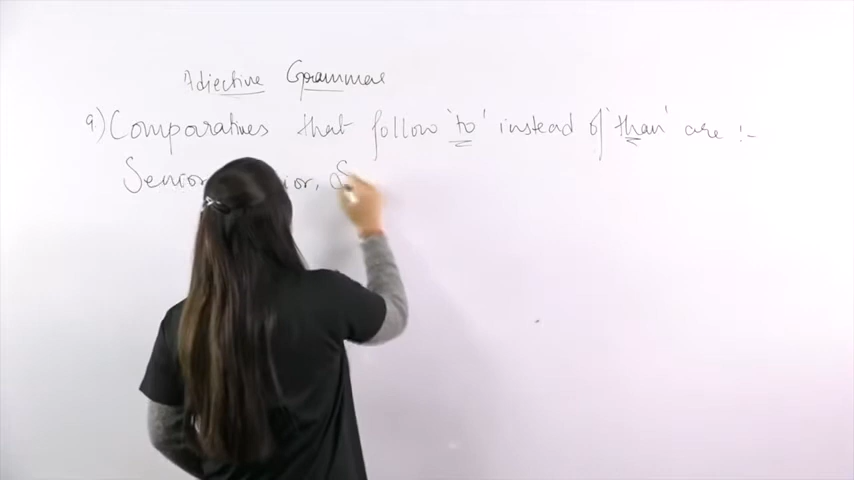 Adjective Grammar
9.) Comparatives that follow 'to' instead of 'than' are :-
Senior